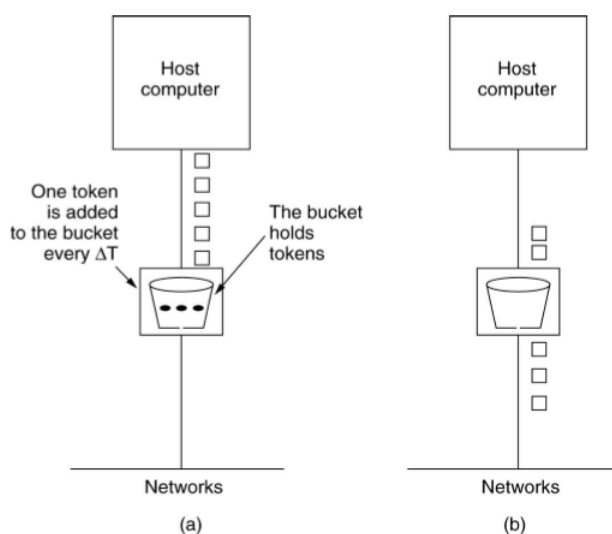 Host
computer
One token
is added
to the bucket
every ΔT
The bucket
holds
tokens
Networks
(a)
Host
computer
Networks
(b)